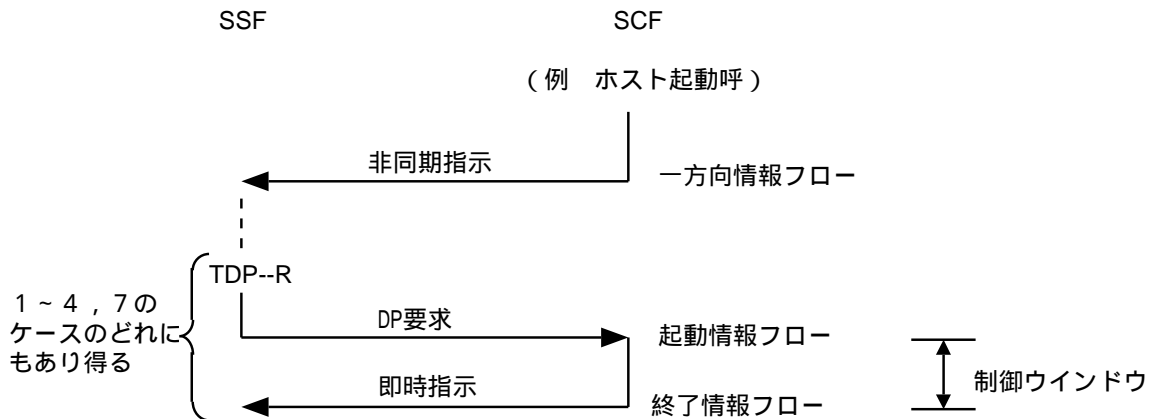 SSF
SCF
(例　ホスト起動呼)
非同期指示
一方向情報フロー
TDP--R
1~4,7の
ケースのどれに
もあり得る
DP要求
起動情報フロー
即時指示
終了情報フロー
制御ウインドウ